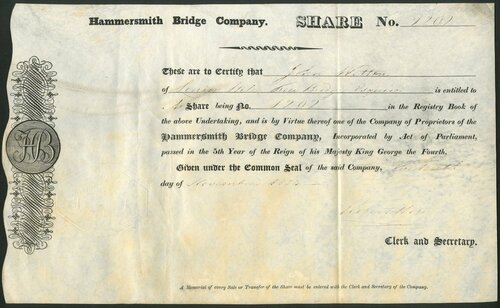 Hammersmith Bridge Company. SHARE No. 1202
These are to Certify that John
of is entitled to
A Share being No. 1202 in the Registry Book of
the above Undertaking, and is by Virtue thereof one of the Company of Proprietors of the
Hammersmith Bridge Company, Incorporated by Act of Parliament,
passed in the 5th Year of the Reign of his Majesty King George the Fourth.
Given under the Common Seal of the said Company,
day of November
Clerk and Secretary.
A Memorial of every Sale or Transfer of the Share must be entered with the Clerk and Secretary of the Company.
HB